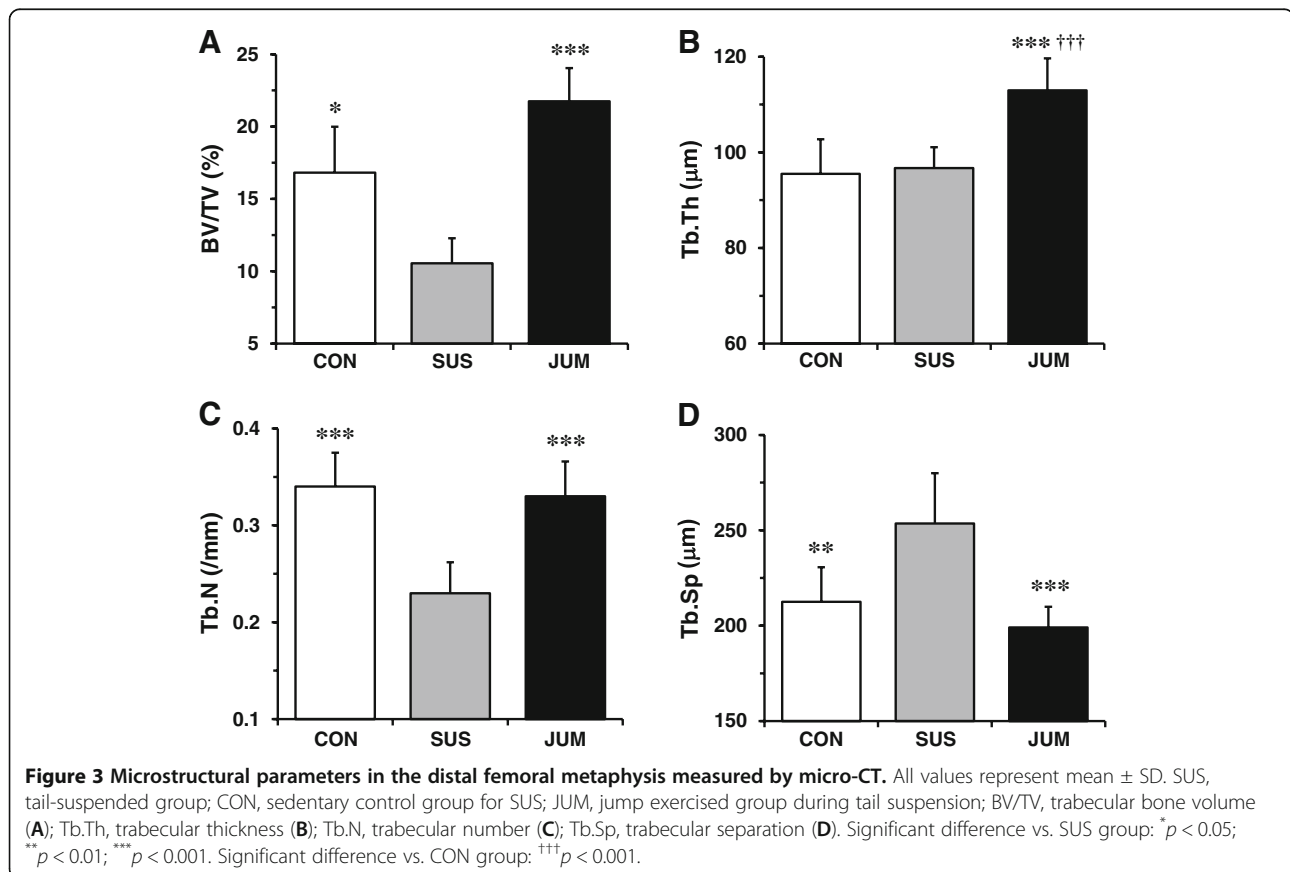 A
25
20
15
10
5
BV/TV (%)
*
***
CON SUS JUM
B
120
100
80
60
Tb.Th (μm)
*** †††
CON SUS JUM
C
0.4
0.3
0.2
0.1
Tb.N (/mm)
***
***
CON SUS JUM
D
300
250
200
150
Tb.Sp (μm)
**
***
CON SUS JUM
Figure 3 Microstructural parameters in the distal femoral metaphysis measured by micro-CT. All values represent mean ± SD. SUS,
tail-suspended group; CON, sedentary control group for SUS; JUM, jump exercised group during tail suspension; BV/TV, trabecular bone volume
(A); Tb.Th, trabecular thickness (B); Tb.N, trabecular number (C); Tb.Sp, trabecular separation (D). Significant difference vs. SUS group: *p < 0.05;
**p < 0.01; ***p < 0.001. Significant difference vs. CON group: †††p < 0.001.